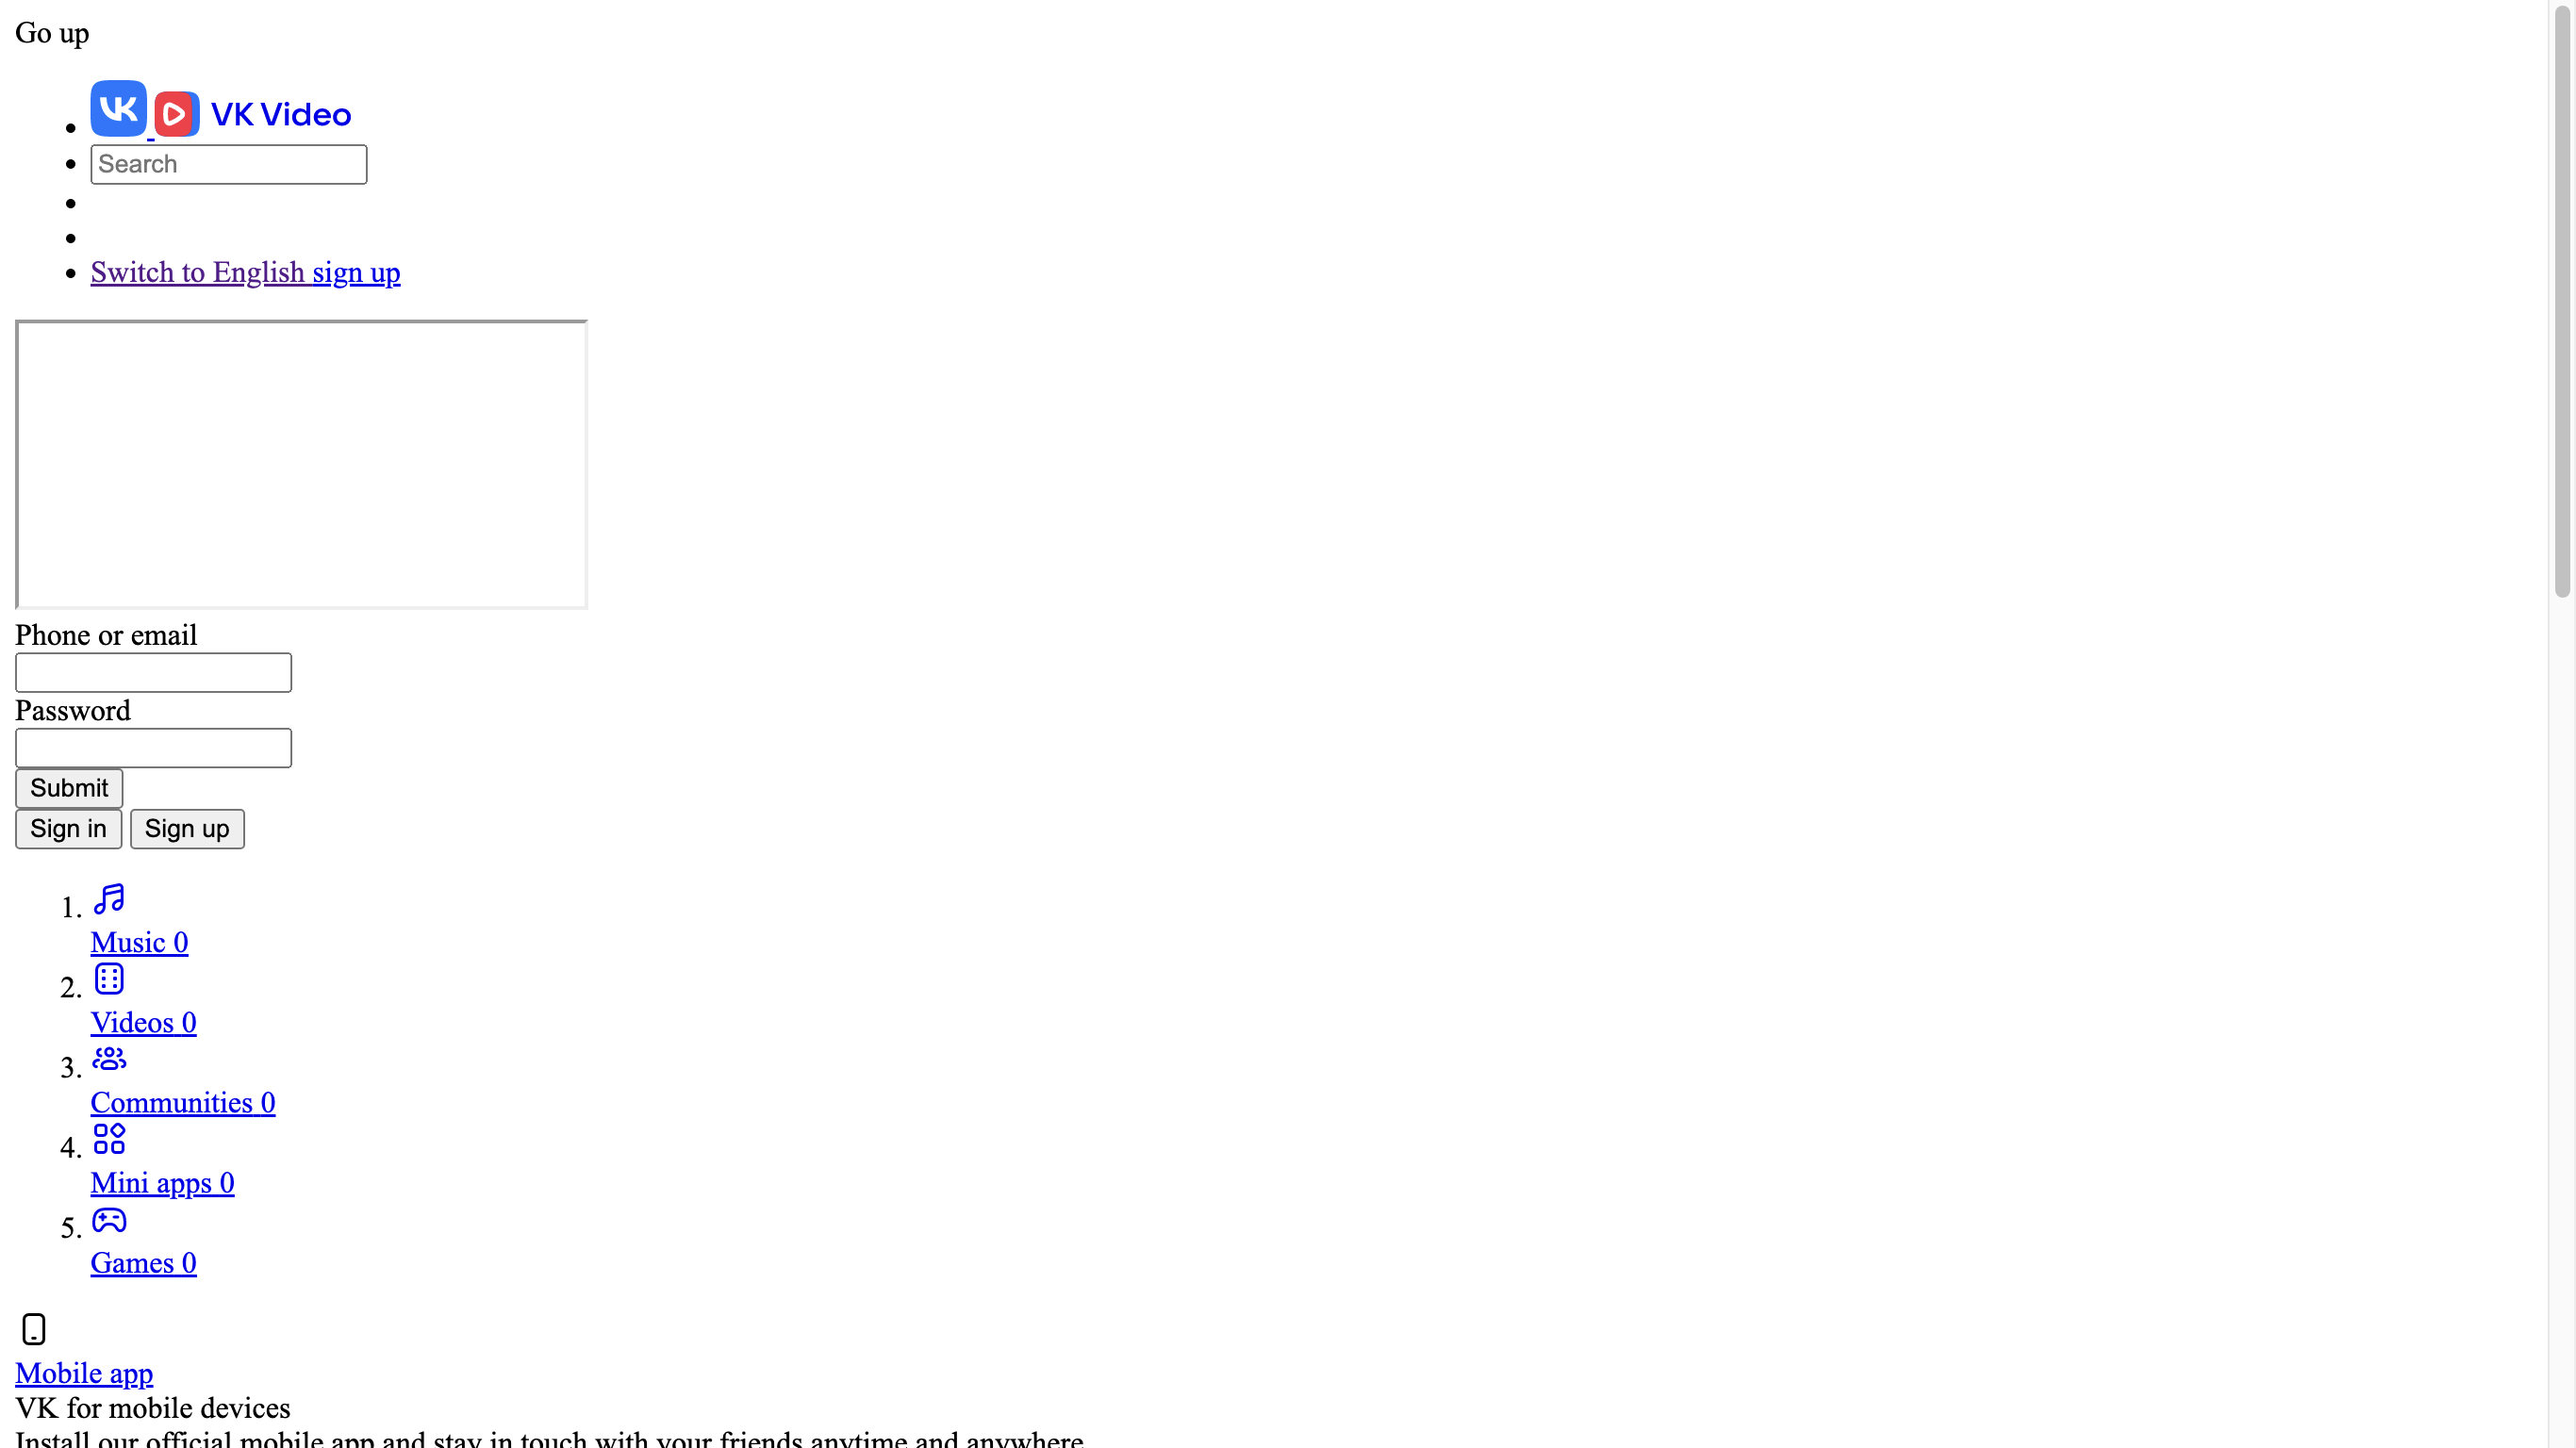 Go up
VK Video
Search
Switch to English sign up
Phone or email
Password
Submit
Sign in Sign up
1.
Music 0
2.
Videos 0
3.
Communities 0
4.
Mini apps 0
5.
Games 0
Mobile app
VK for mobile devices
Install our official mobile app and stay in touch with your friends anytime and anywhere.